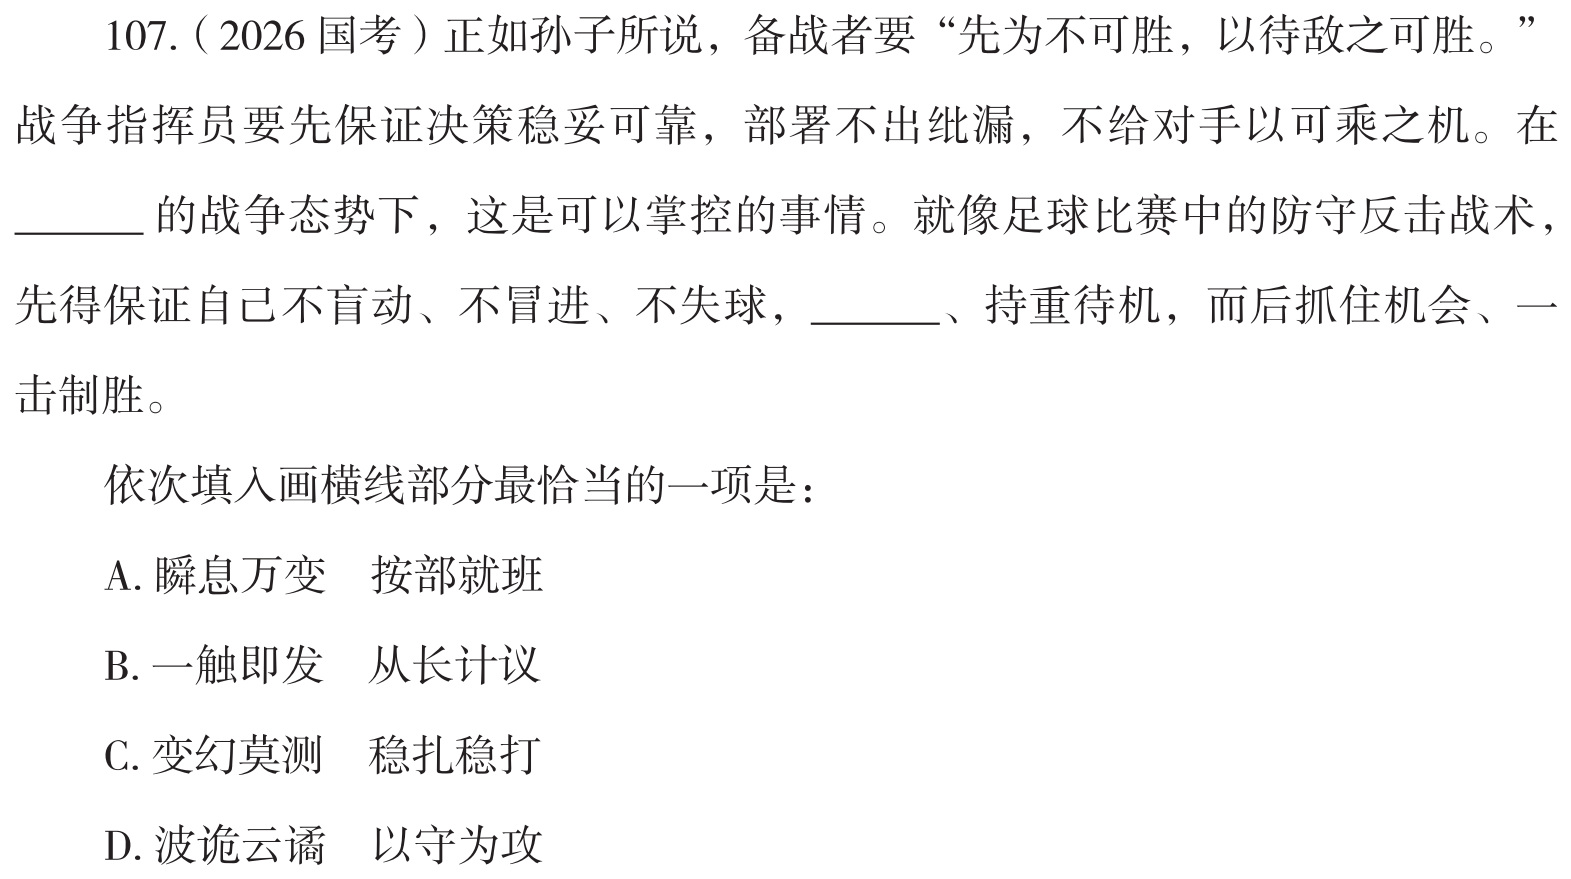 107.（2026 国考）正如孙子所说，备战者要“先为不可胜，以待敌之可胜。”
战争指挥员要先保证决策稳妥可靠，部署不出纰漏，不给对手以可乘之机。在
______ 的战争态势下，这是可以掌控的事情。就像足球比赛中的防守反击战术，
先得保证自己不盲动、不冒进、不失球，______、持重待机，而后抓住机会、一
击制胜。
依次填入画横线部分最恰当的一项是：
A. 瞬息万变　按部就班
B. 一触即发　从长计议
C. 变幻莫测　稳扎稳打
D. 波诡云谲　以守为攻